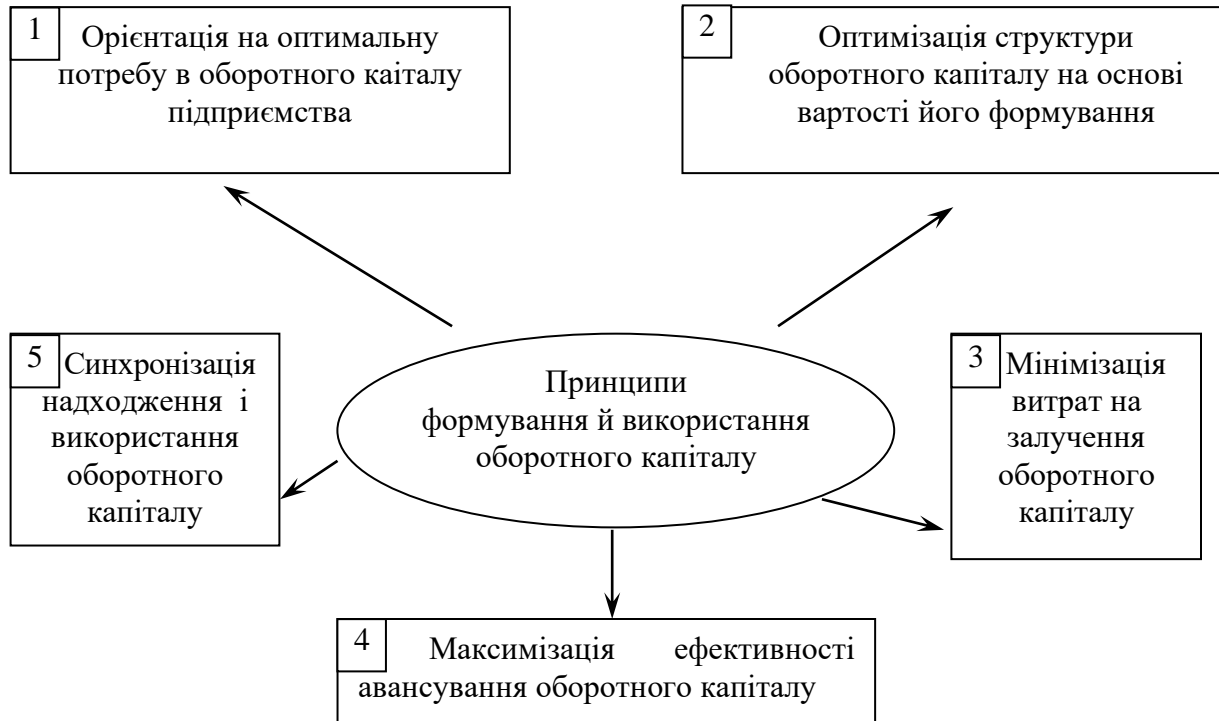 1
Орієнтація на оптимальну
потребу в оборотного каіталу
підприємства
2
Оптимізація структури
оборотного капіталу на основі
вартості його формування
5
Синхронізація
надходження і
використання
оборотного
капіталу
Принципи
формування й використання
оборотного капіталу
3
Мінімізація
витрат на
залучення
оборотного
капіталу
4
Максимізація ефективності
авансування оборотного капіталу